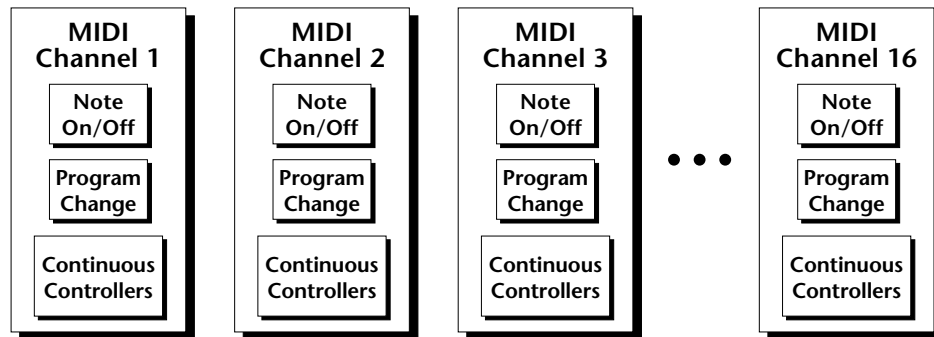 MIDI
Channel 1
Note
On/Off
Program
Change
Continuous
Controllers
MIDI
Channel 2
Note
On/Off
Program
Change
Continuous
Controllers
MIDI
Channel 3
Note
On/Off
Program
Change
Continuous
Controllers
MIDI
Channel 16
Note
On/Off
Program
Change
Continuous
Controllers